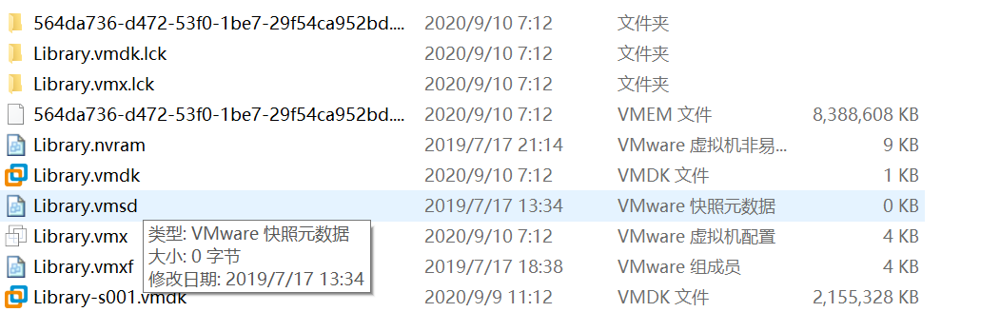 564da736-d472-53f0-1be7-29f54ca952bd.... 2020/9/10 7:12 文件夹
Library.vmdk.lck 2020/9/10 7:12 文件夹
Library.vmx.lck 2020/9/10 7:12 文件夹
564da736-d472-53f0-1be7-29f54ca952bd.... 2020/9/10 7:12 VMEM 文件 8,388,608 KB
Library.nvram 2019/7/17 21:14 VMware 虚拟机非易... 9 KB
Library.vmdk 2020/9/10 7:12 VMDK 文件 1 KB
Library.vmsd 2019/7/17 13:34 VMware 快照元数据 0 KB
Library.vmx 2020/9/10 7:12 VMware 虚拟机配置 4 KB
Library.vmxf 2019/7/17 18:38 VMware 组成员 4 KB
Library-s001.vmdk 2020/9/9 11:12 VMDK 文件 2,155,328 KB
类型: VMware 快照元数据
大小: 0 字节
修改日期: 2019/7/17 13:34